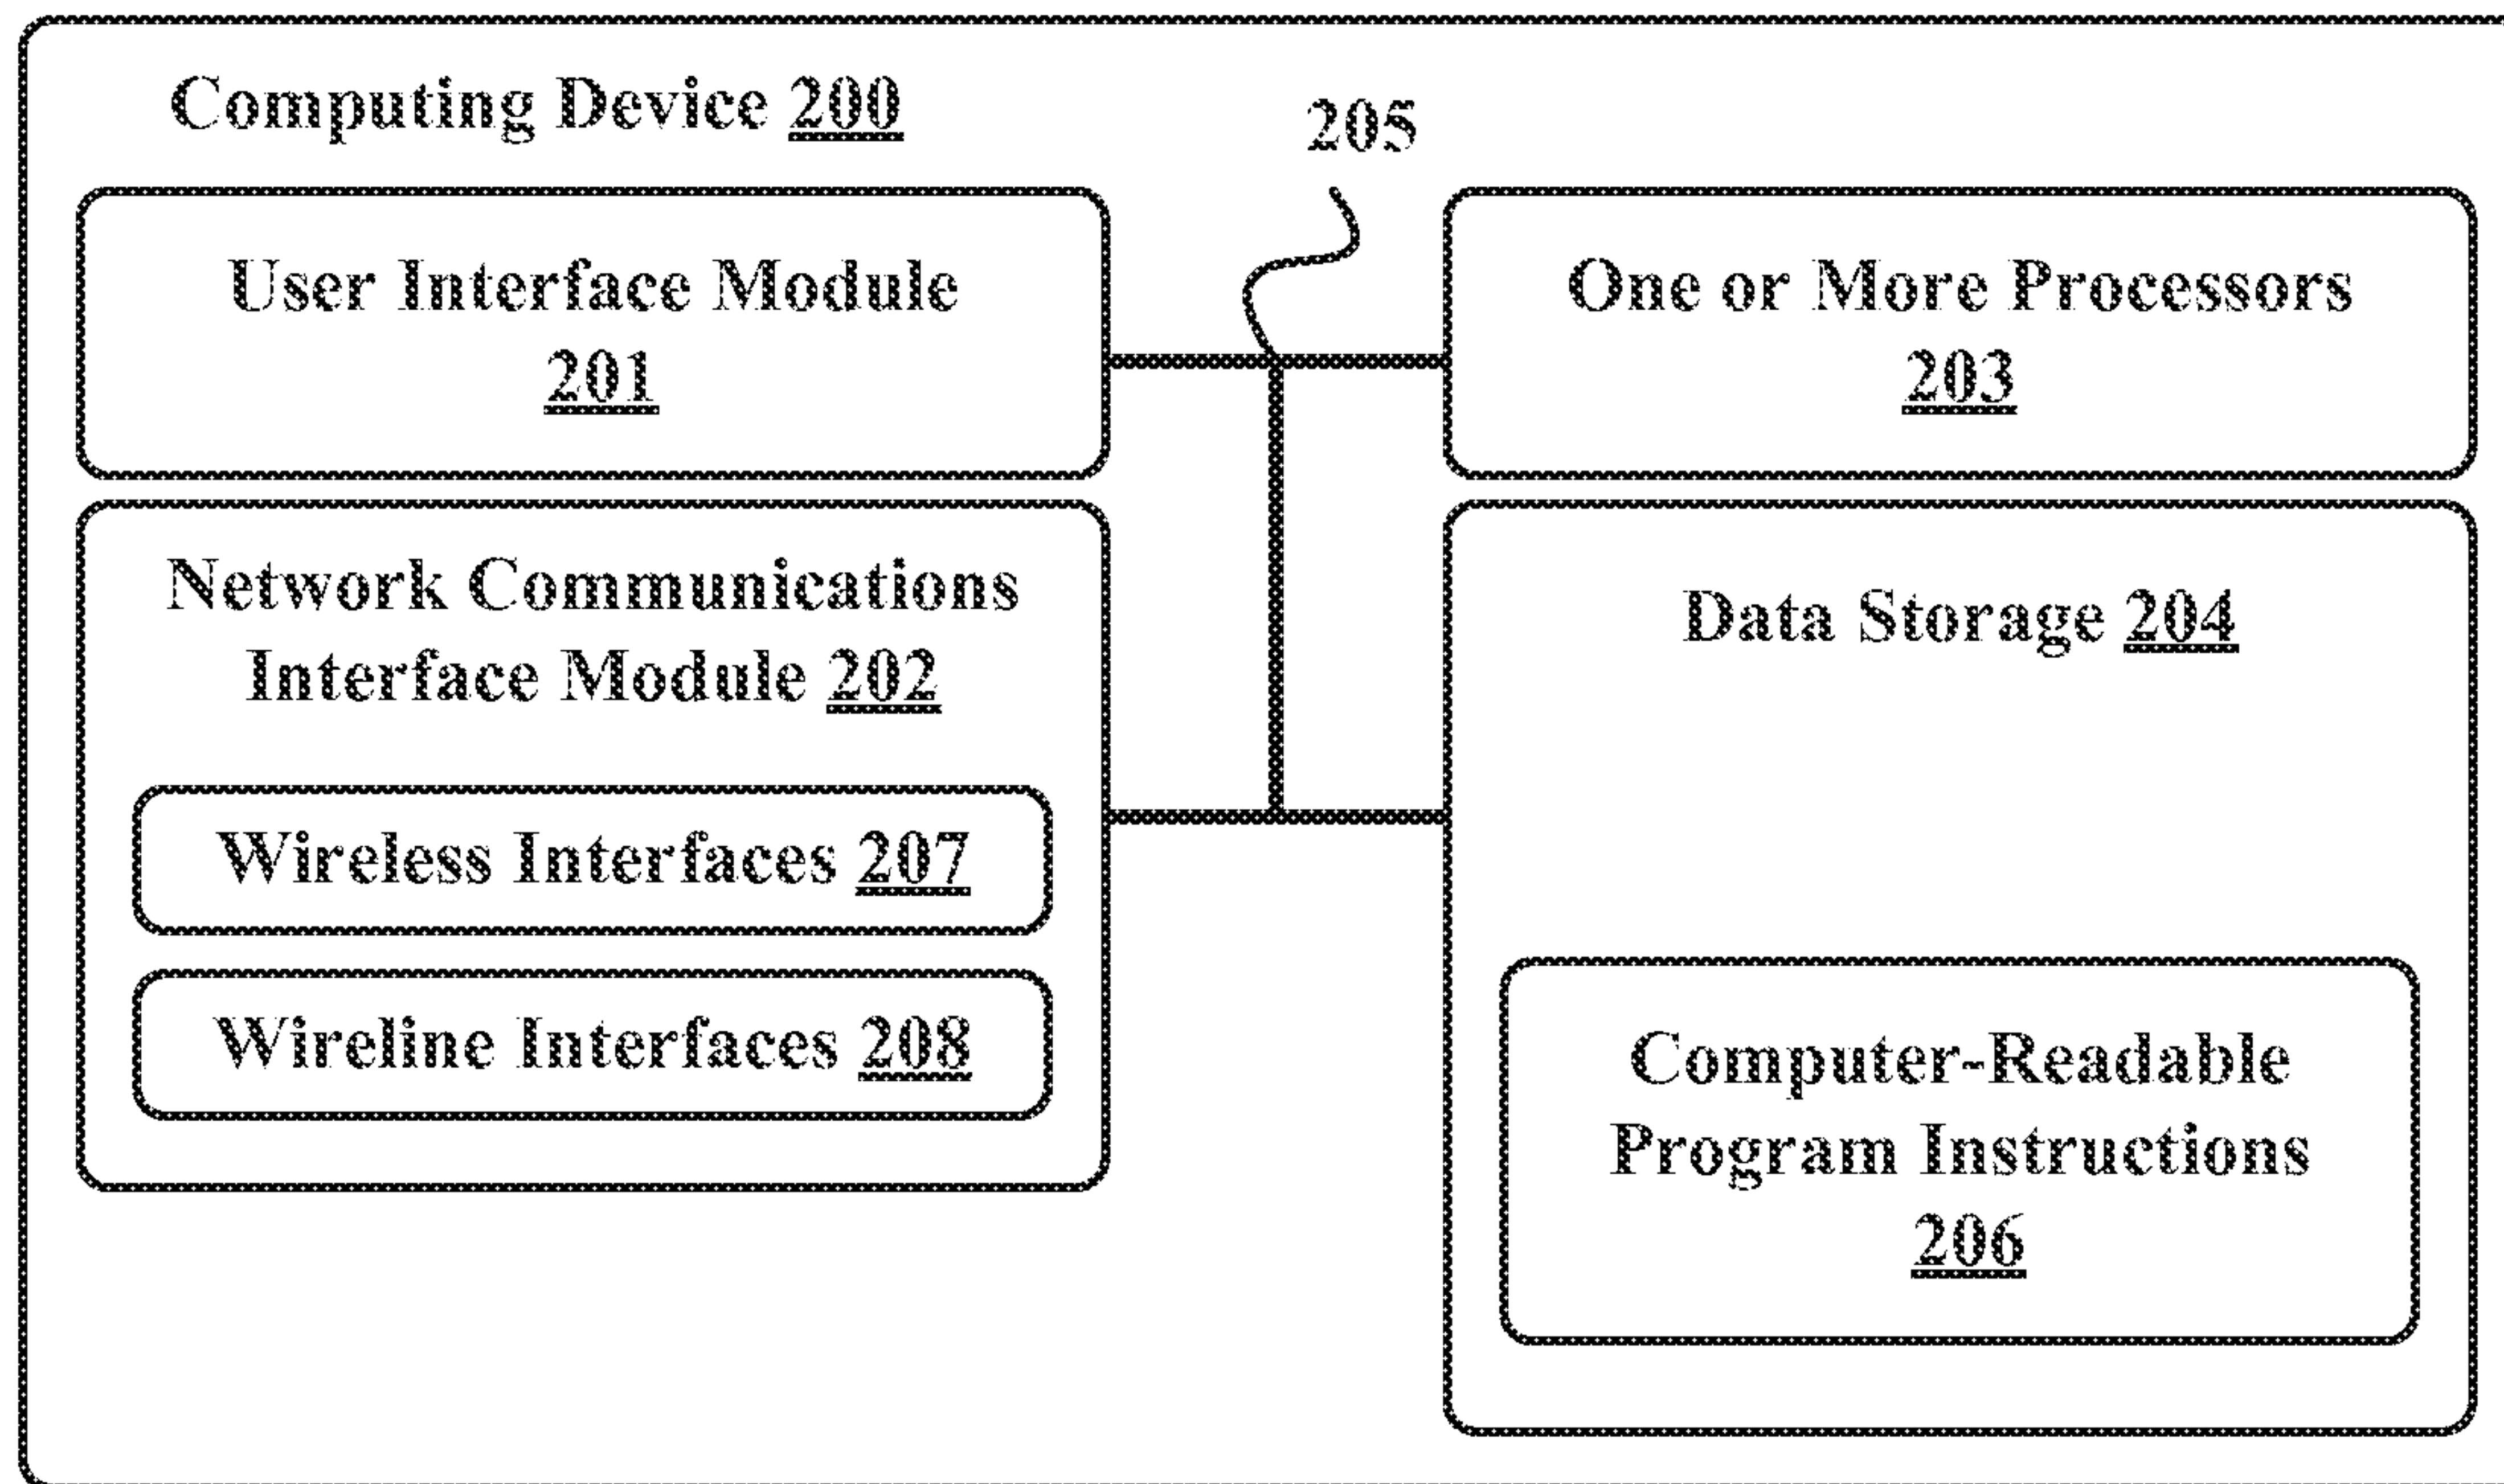 Computing Device 200
205
User Interface Module
201
One or More Processors
203
Network Communications
Interface Module 202
Wireless Interfaces 207
Wireline Interfaces 208
Data Storage 204
Computer-Readable
Program Instructions
206